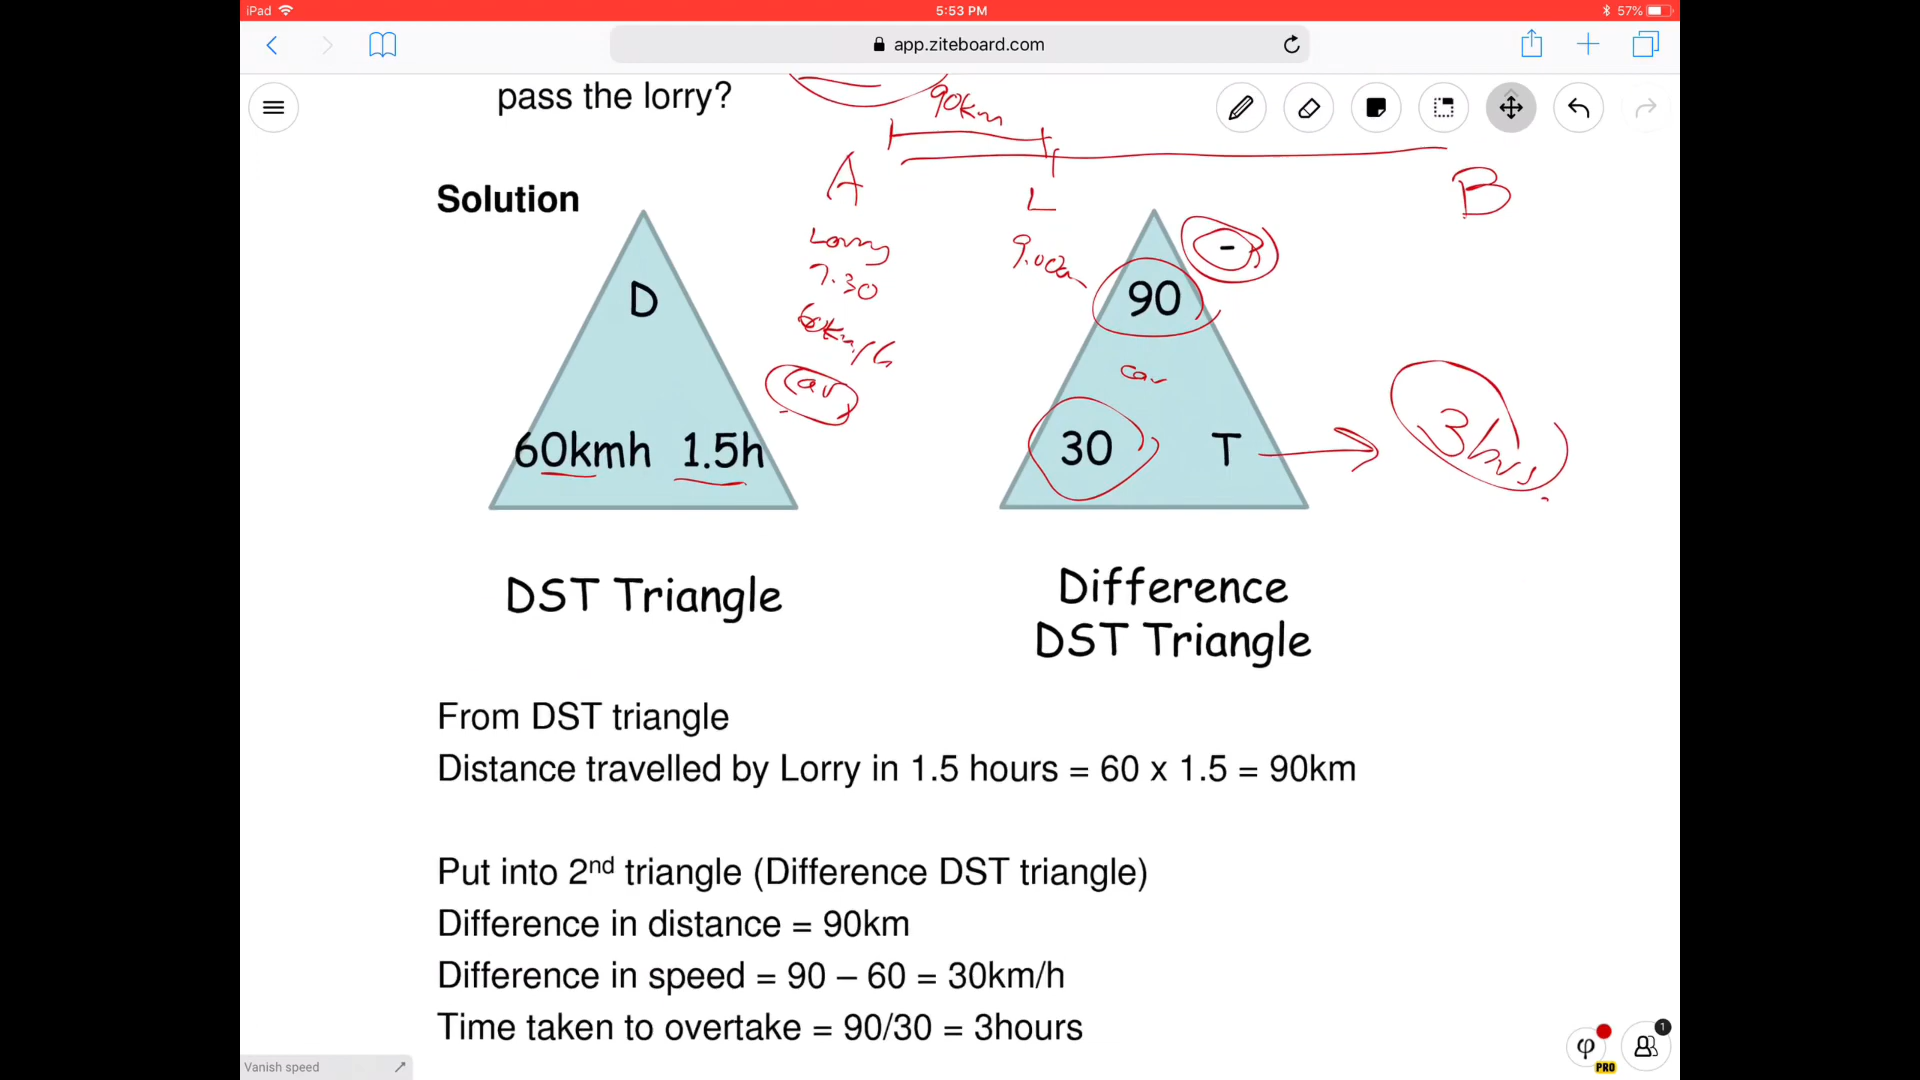 iPad 5:53 PM 57%
app.ziteboard.com
pass the lorry?
90km
A L B
Solution
Lorry
7.30
60km/h
car
9.00am
D
60kmh 1.5h
-
90
car
30 T
3hrs.
DST Triangle
Difference
DST Triangle
From DST triangle
Distance travelled by Lorry in 1.5 hours = 60 x 1.5 = 90km
Put into 2nd triangle (Difference DST triangle)
Difference in distance = 90km
Difference in speed = 90 – 60 = 30km/h
Time taken to overtake = 90/30 = 3hours
Vanish speed
φ PRO 1